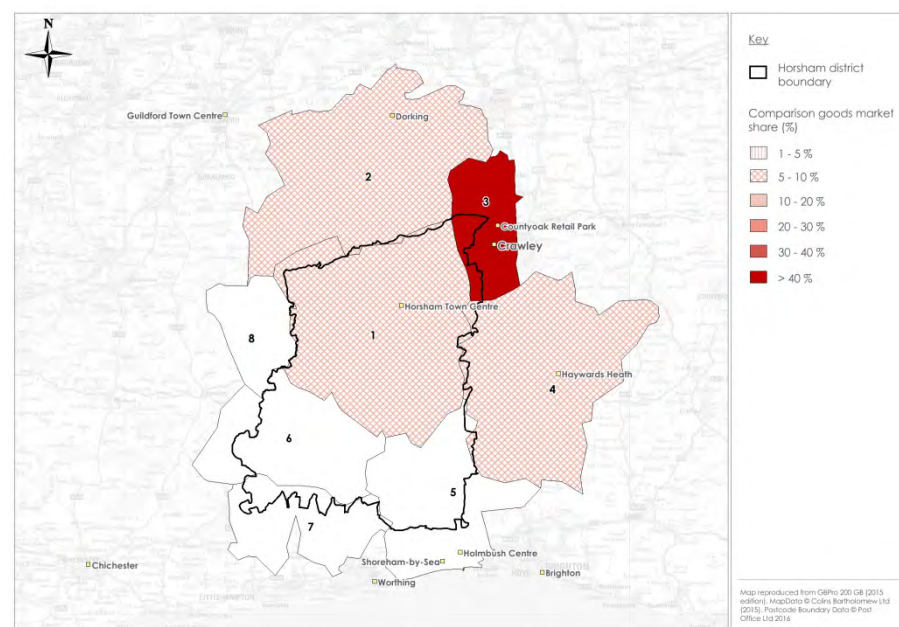 N
Guildford Town Centre
Dorking
2
3
Countyoak Retail Park
Crawley
Horsham Town Centre
8
1
Haywards Heath
4
6
5
7
Holmbush Centre
Shoreham-by-Sea
Chichester
Brighton
Worthing
Key
Horsham district
boundary
Comparison goods market
share (%)
1 - 5 %
5 - 10 %
10 - 20 %
20 - 30 %
30 - 40 %
> 40 %
Map reproduced from GBPro 200 GB (2015
edition). MapData © Collins Bartholomew Ltd
(2015). Postcode Boundary Data © Post
Office Ltd 2016